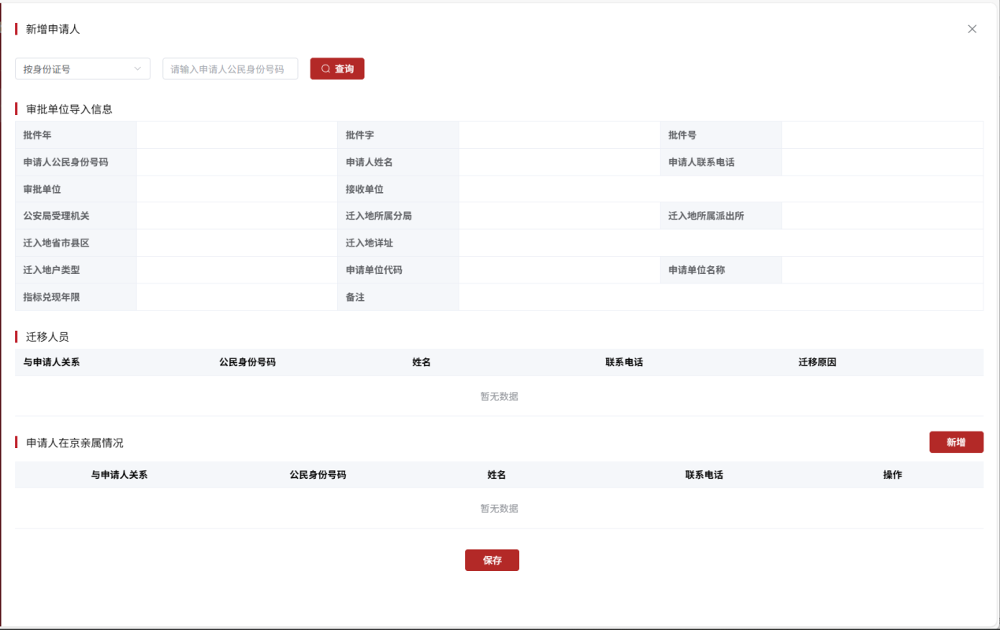 新增申请人
按身份证号 请输入申请人公民身份号码 查询
审批单位导入信息
批件年 批件字 批件号
申请人公民身份号码 申请人姓名 申请人联系电话
审批单位 接收单位
公安局受理机关 迁入地所属分局 迁入地所属派出所
迁入地省市县区 迁入地详址
迁入地户类型 申请单位代码 申请单位名称
指标兑现年限 备注
迁移人员
与申请人关系 公民身份号码 姓名 联系电话 迁移原因
暂无数据
申请人在京亲属情况 新增
与申请人关系 公民身份号码 姓名 联系电话 操作
暂无数据
保存